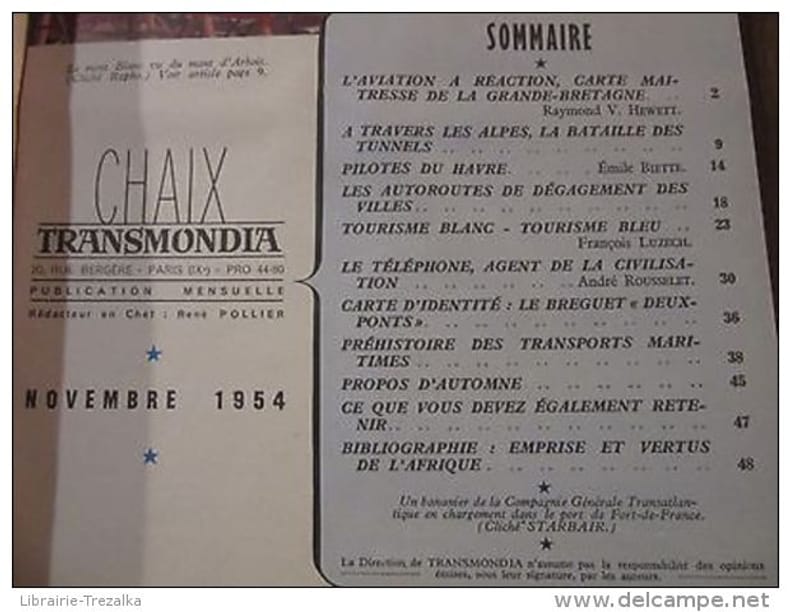 Le mont Blanc vu du mont d'Arbois.
(Cliché Rapho.) Voir article page 9.
CHAIX
TRANSMONDIA
20, RUE BERGÈRE - PARIS (IXe) - PRO 44-80
PUBLICATION MENSUELLE
Rédacteur en Chef : René POLLIER
NOVEMBRE 1954
SOMMAIRE
L'AVIATION A RÉACTION, CARTE MAI-
TRESSE DE LA GRANDE-BRETAGNE. .. 2
Raymond V. HEWETT.
A TRAVERS LES ALPES, LA BATAILLE DES
TUNNELS .. .. .. .. .. .. .. .. .. 9
PILOTES DU HAVRE. .. .. .. Émile BIETTE. 14
LES AUTOROUTES DE DÉGAGEMENT DES
VILLES.. .. .. .. .. .. .. .. .. .. 18
TOURISME BLANC - TOURISME BLEU .. 23
François LUZECH.
LE TÉLÉPHONE, AGENT DE LA CIVILISA-
TION .. .. .. .. .. André ROUSSELET. 30
CARTE D'IDENTITÉ : LE BREGUET « DEUX-
PONTS». .. .. .. .. .. .. .. .. .. 36
PRÉHISTOIRE DES TRANSPORTS MARI-
TIMES .. .. .. .. .. .. .. .. .. .. 38
PROPOS D'AUTOMNE .. .. .. .. .. .. 45
CE QUE VOUS DEVEZ ÉGALEMENT RETE-
NIR.. .. .. .. .. .. .. .. .. .. .. 47
BIBLIOGRAPHIE : EMPRISE ET VERTUS
DE L'AFRIQUE . .. .. .. .. .. .. .. 48
Un bananier de la Compagnie Générale Transatlan-
tique en chargement dans le port de Fort-de-France.
(Cliché STARBAIR.)
La Direction de TRANSMONDIA n'assume pas la responsabilité des opinions
émises, sous leur signature, par les auteurs.
Librairie-Trezalka
www.delcampe.net